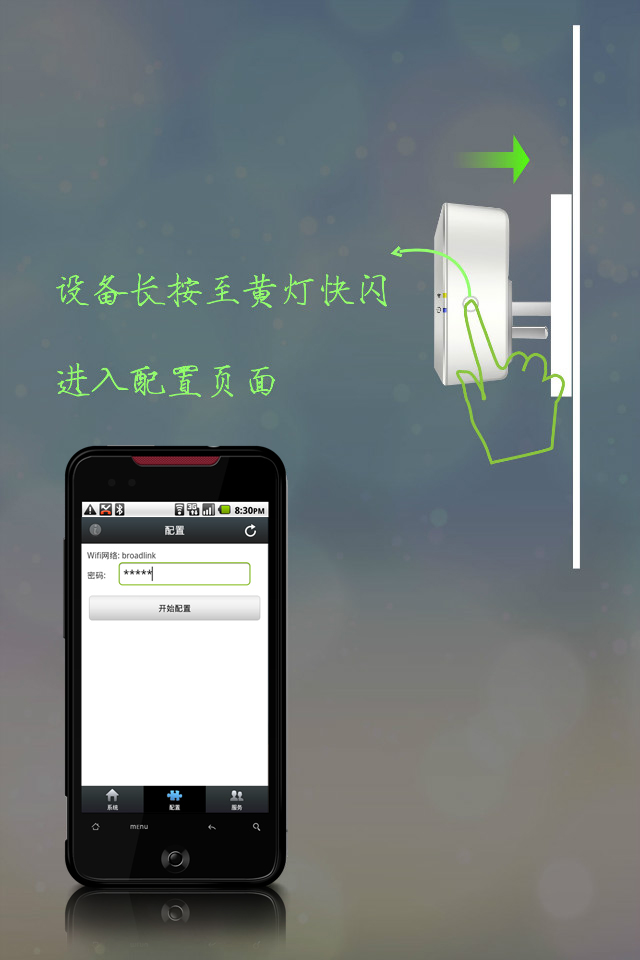 设备长按至黄灯快闪
进入配置页面
3G
8:30PM
配置
Wifi网络: broadlink
密码: *****
开始配置
系统
配置
服务
menu